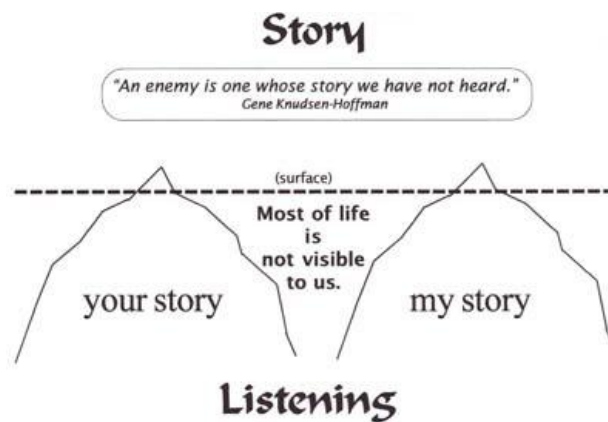 Story
“An enemy is one whose story we have not heard.”
Gene Knudsen-Hoffman
(surface)
Most of life
is
not visible
to us.
your story
my story
Listening